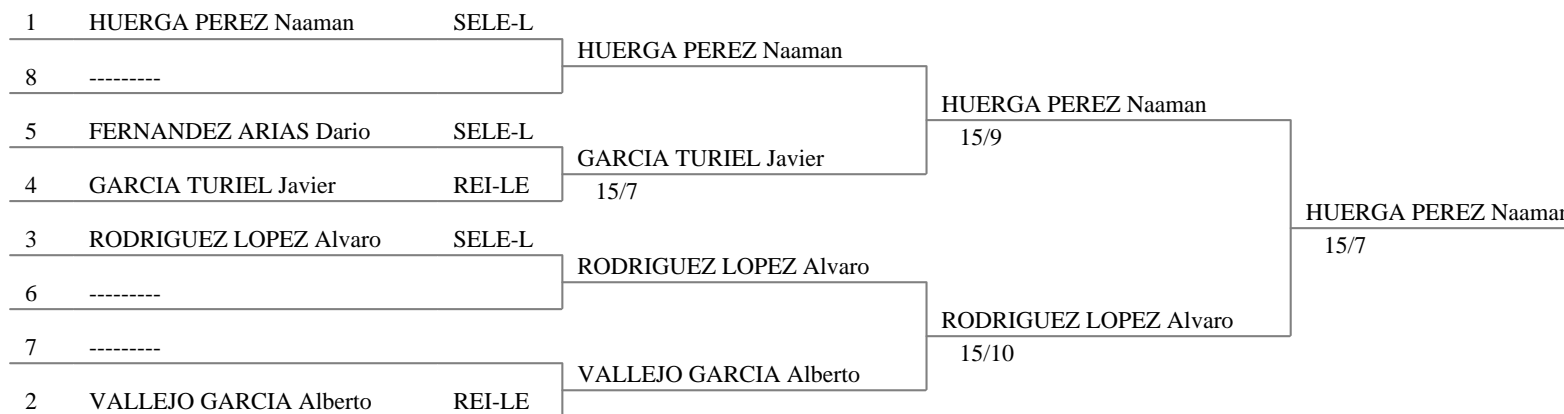 1 HUERGA PEREZ Naaman SELE-L
HUERGA PEREZ Naaman
8 ---------
HUERGA PEREZ Naaman
5 FERNANDEZ ARIAS Dario SELE-L
15/9
GARCIA TURIEL Javier
4 GARCIA TURIEL Javier REI-LE
15/7
HUERGA PEREZ Naaman
3 RODRIGUEZ LOPEZ Alvaro SELE-L
15/7
RODRIGUEZ LOPEZ Alvaro
6 ---------
RODRIGUEZ LOPEZ Alvaro
7 ---------
15/10
VALLEJO GARCIA Alberto
2 VALLEJO GARCIA Alberto REI-LE